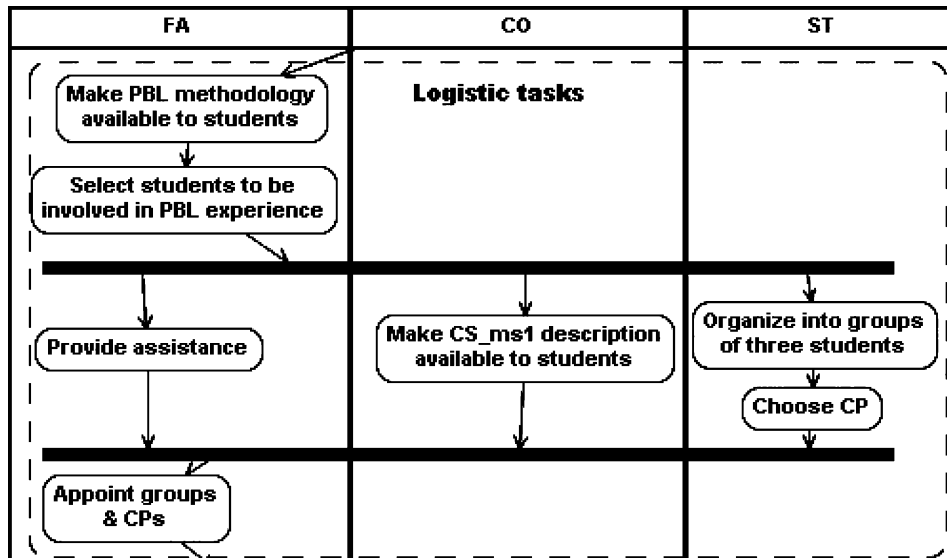 FA
CO
ST
Logistic tasks
Make PBL methodology
available to students
Select students to be
involved in PBL experience
Provide assistance
Make CS_ms1 description
available to students
Organize into groups
of three students
Choose CP
Appoint groups
& CPs